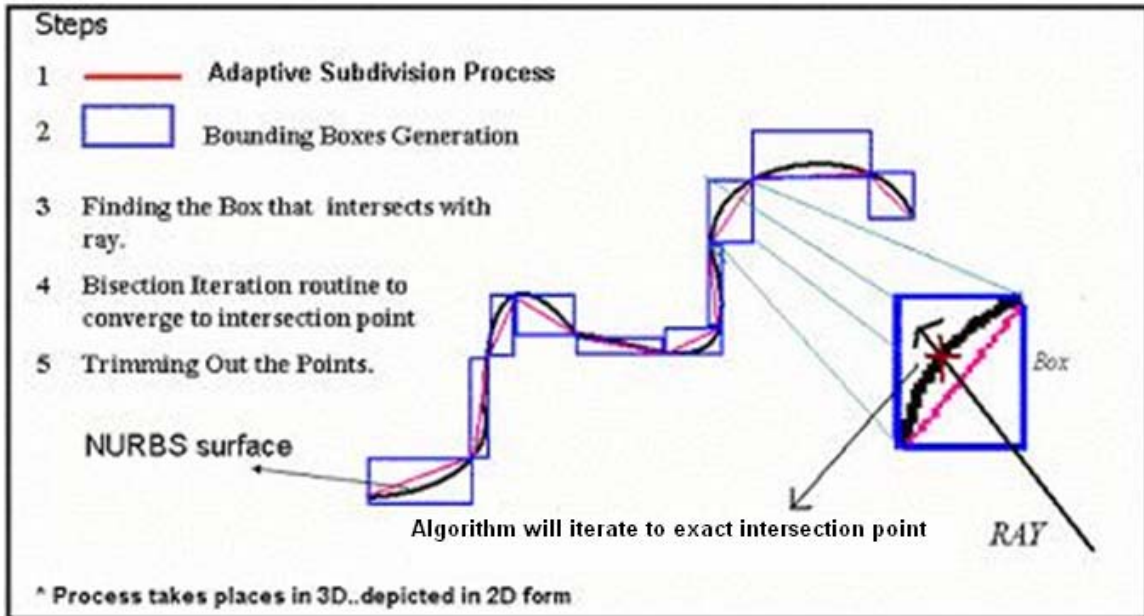 Steps
1 Adaptive Subdivision Process
2 Bounding Boxes Generation
3 Finding the Box that intersects with
ray.
4 Bisection Iteration routine to
converge to intersection point
5 Trimming Out the Points.
Box
NURBS surface
Algorithm will iterate to exact intersection point
RAY
^ Process takes places in 3D..depicted in 2D form